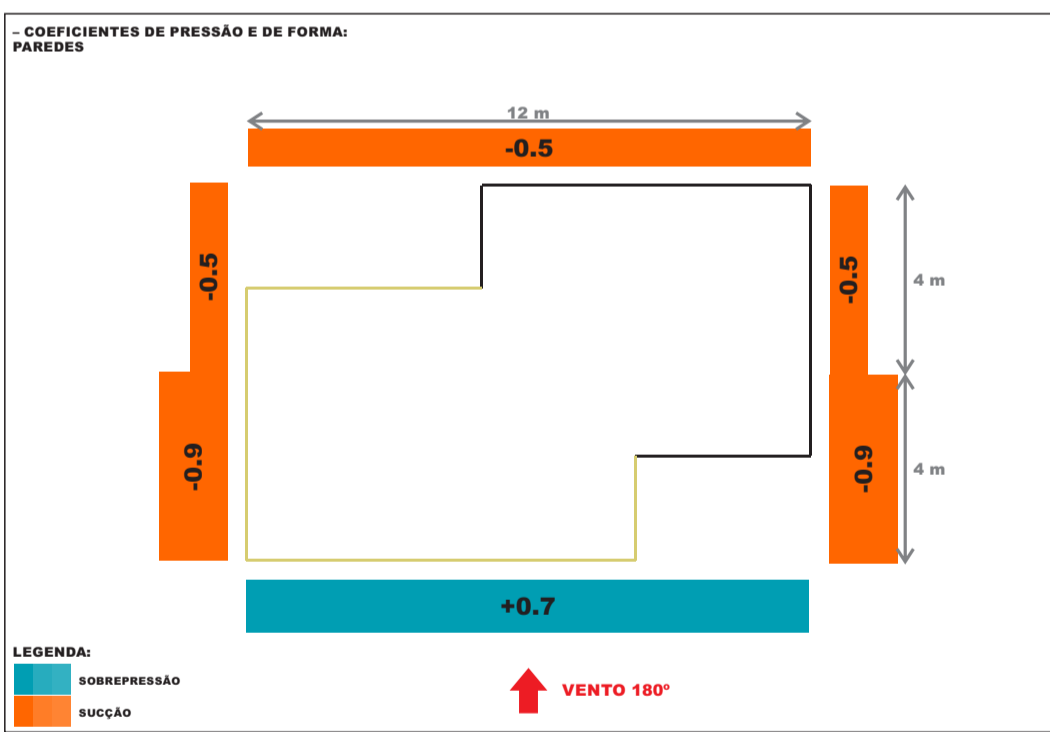 – COEFICIENTES DE PRESSÃO E DE FORMA:
PAREDES
12 m
-0.5
-0.5
-0.5
4 m
-0.9
-0.9
4 m
+0.7
LEGENDA:
SOBREPRESSÃO
SUCÇÃO
VENTO 180º